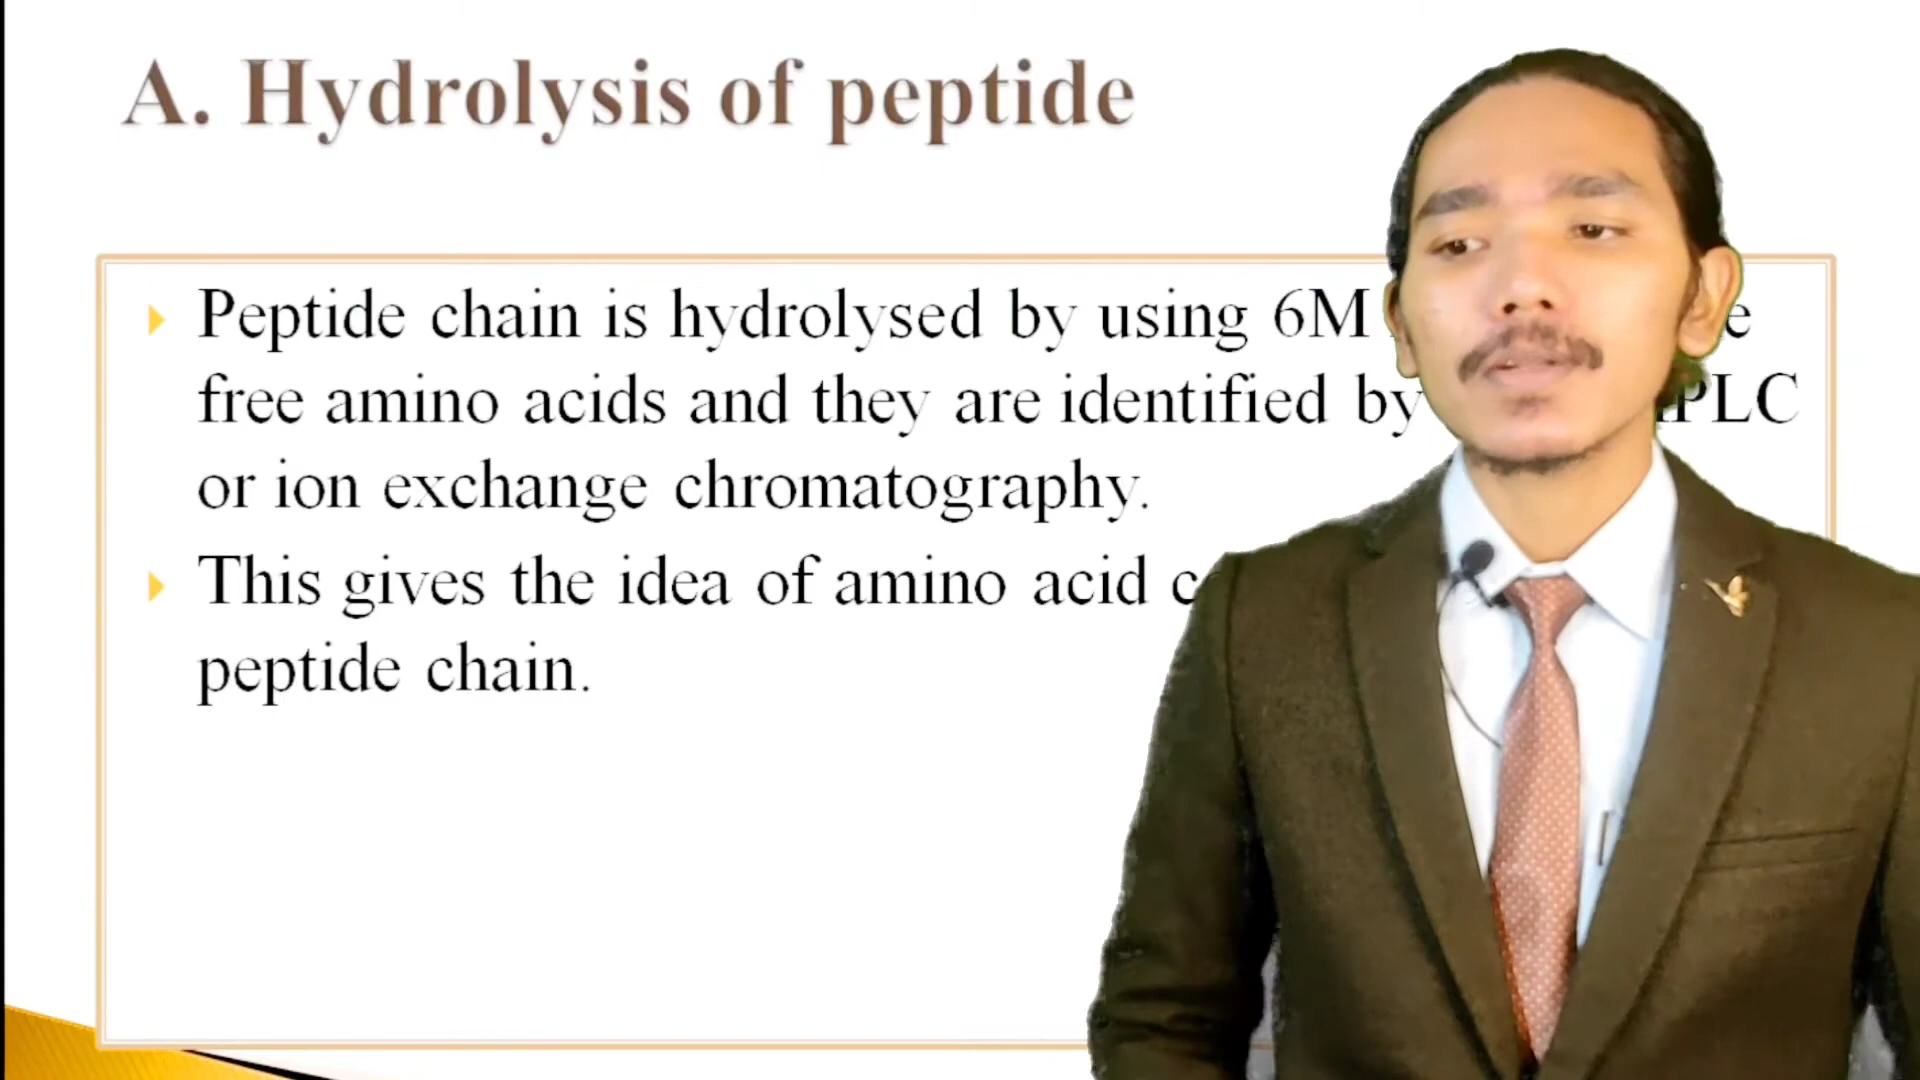 A. Hydrolysis of peptide
Peptide chain is hydrolysed by using 6M
free amino acids and they are identified by
or ion exchange chromatography.
This gives the idea of amino acid
peptide chain.